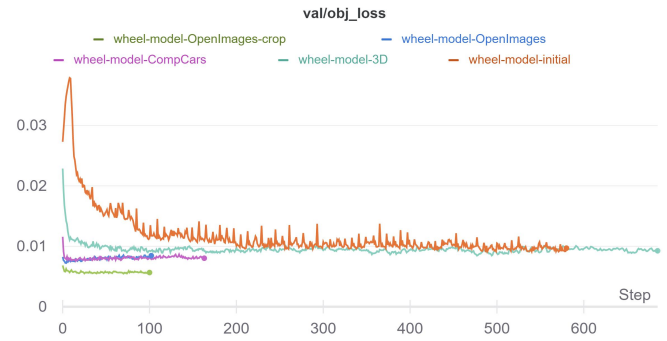 val/obj_loss
wheel-model-OpenImages-crop wheel-model-OpenImages
wheel-model-CompCars wheel-model-3D wheel-model-initial
0.03
0.02
0.01
0
Step
0 100 200 300 400 500 600